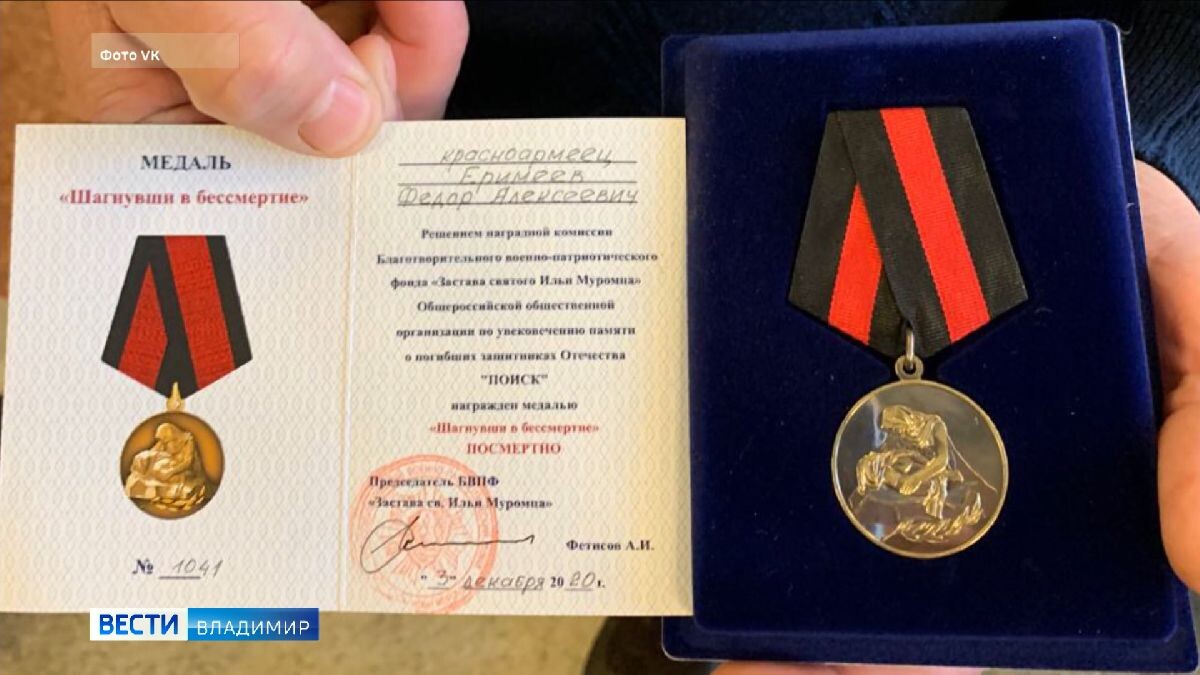 Фото VK
МЕДАЛЬ
«Шагнувши в бессмертие»
№ 1041
красноармеец
Еримеев
Федор Алексеевич
Решением наградной комиссии
Благотворительного военно-патриотического
фонда «Застава святого Ильи Муромца»
Общероссийской общественной
организации по увековечению памяти
о погибших защитниках Отечества
"ПОИСК"
награжден медалью
«Шагнувши в бессмертие»
ПОСМЕРТНО
Председатель БВПФ
«Застава св. Ильи Муромца»
Фетисов А.И.
"3" декабря 2020 г.
ВЕСТИ ВЛАДИМИР